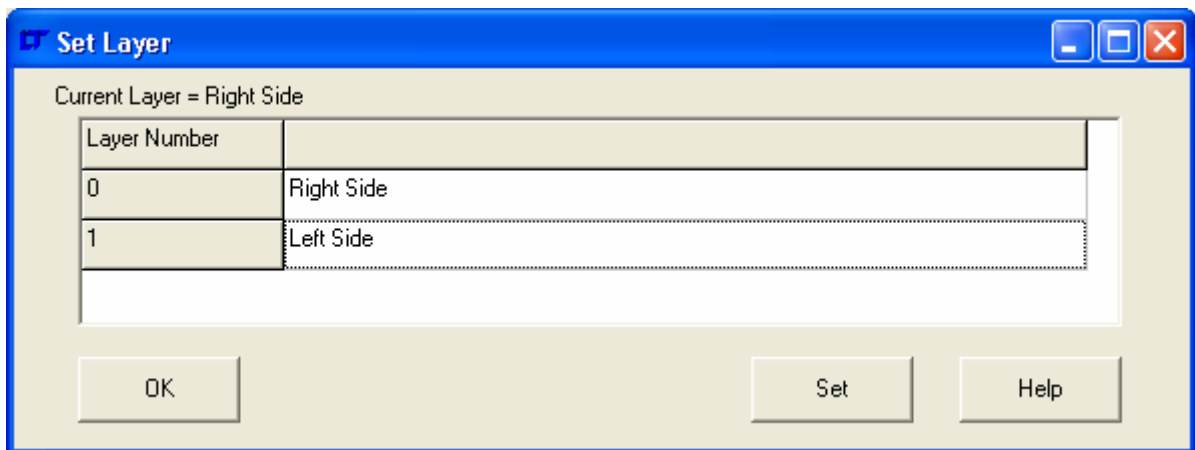 Set Layer
Current Layer = Right Side
Layer Number
0 Right Side
1 Left Side
OK Set Help